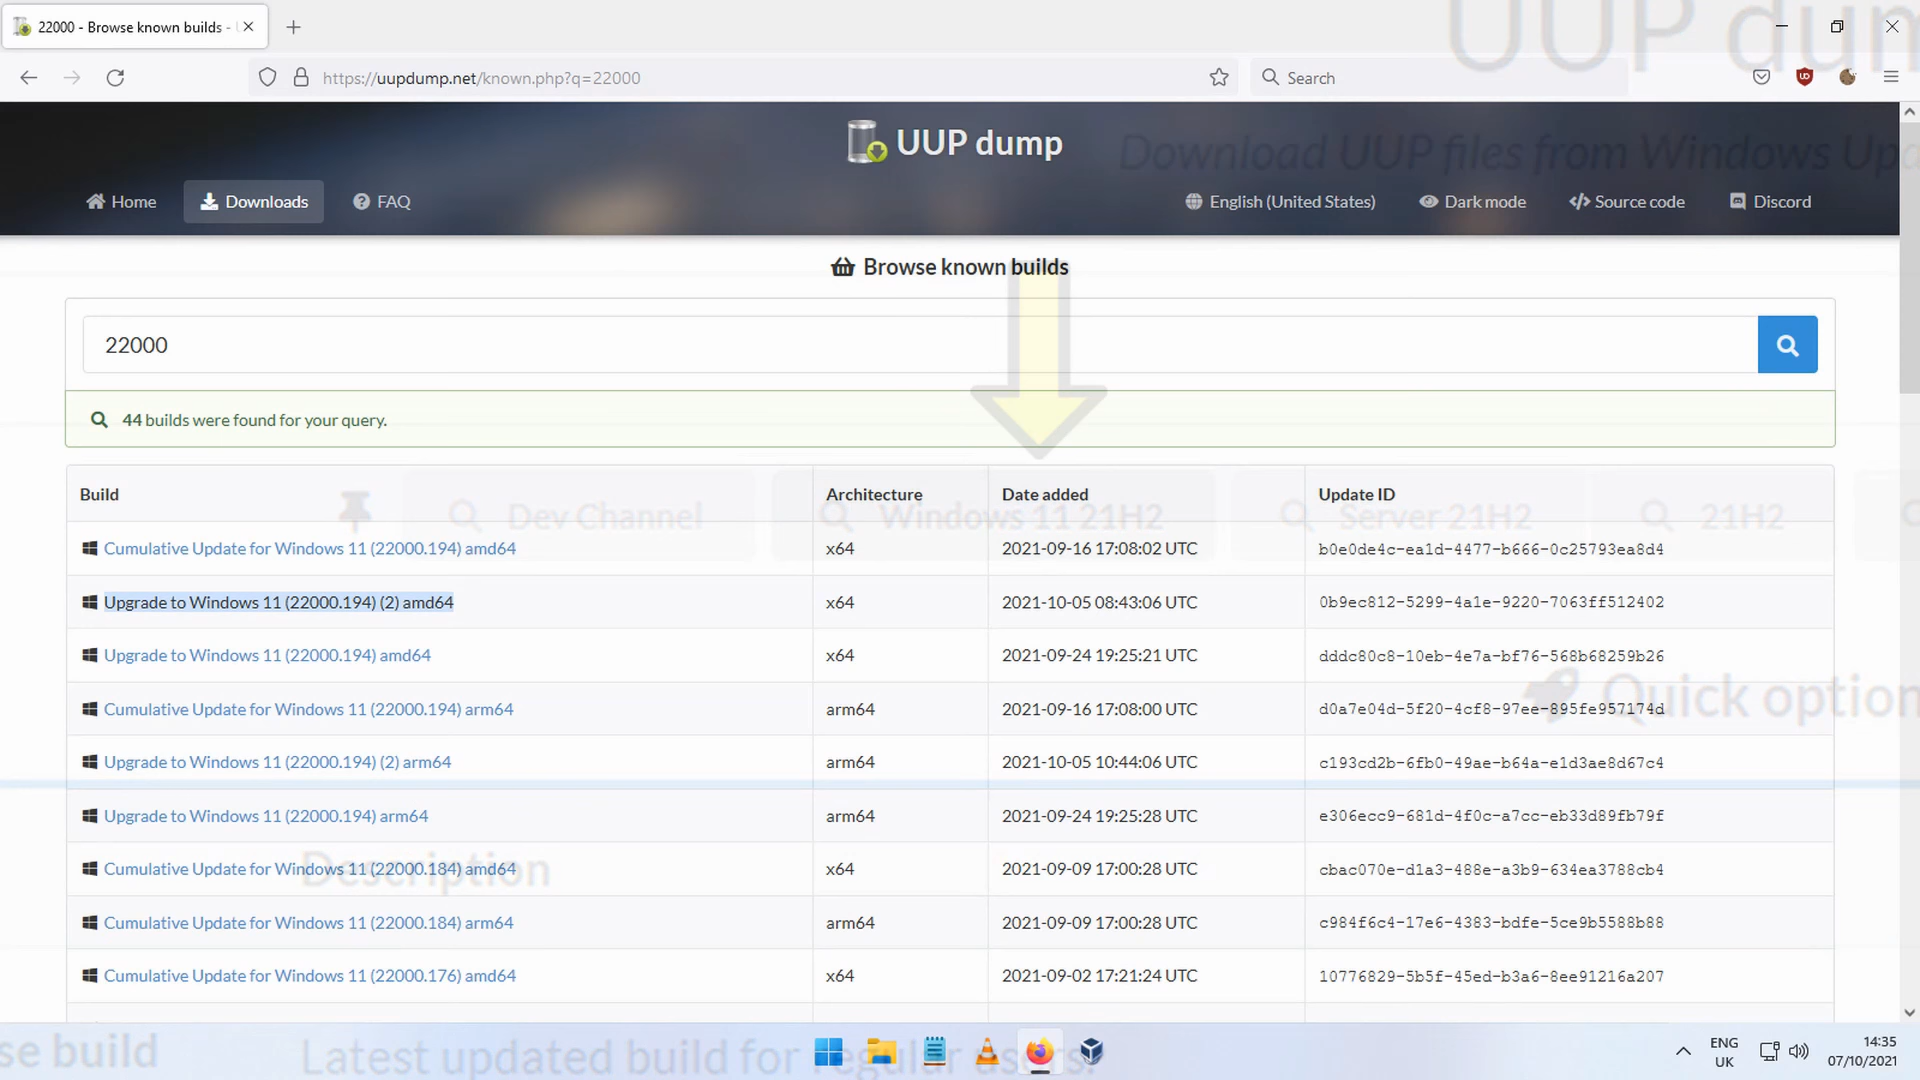 22000 - Browse known builds -
UUP dum
https://uupdump.net/known.php?q=22000
Search
UUP dump
Download UUP files from Windows Upd
Home
Downloads
FAQ
English (United States)
Dark mode
Source code
Discord
Browse known builds
22000
44 builds were found for your query.
Build Architecture Date added Update ID
Dev Channel Windows 11 21H2 Server 21H2 21H2
Cumulative Update for Windows 11 (22000.194) amd64 x64 2021-09-16 17:08:02 UTC b0e0de4c-ea1d-4477-b666-0c25793ea8d4
Upgrade to Windows 11 (22000.194) (2) amd64 x64 2021-10-05 08:43:06 UTC 0b9ec812-5299-4a1e-9220-7063ff512402
Upgrade to Windows 11 (22000.194) amd64 x64 2021-09-24 19:25:21 UTC dddc80c8-10eb-4e7a-bf76-568b68259b26
Quick option
Cumulative Update for Windows 11 (22000.194) arm64 arm64 2021-09-16 17:08:00 UTC d0a7e04d-5f20-4cf8-97ee-895fe957174d
Upgrade to Windows 11 (22000.194) (2) arm64 arm64 2021-10-05 10:44:06 UTC c193cd2b-6fb0-49ae-b64a-e1d3ae8d67c4
Upgrade to Windows 11 (22000.194) arm64 arm64 2021-09-24 19:25:28 UTC e306ecc9-681d-4f0c-a7cc-eb33d89fb79f
Description
Cumulative Update for Windows 11 (22000.184) amd64 x64 2021-09-09 17:00:28 UTC cbac070e-d1a3-488e-a3b9-634ea3788cb4
Cumulative Update for Windows 11 (22000.184) arm64 arm64 2021-09-09 17:00:28 UTC c984f6c4-17e6-4383-bdfe-5ce9b5588b88
Cumulative Update for Windows 11 (22000.176) amd64 x64 2021-09-02 17:21:24 UTC 10776829-5b5f-45ed-b3a6-8ee91216a207
se build
Latest updated build for regular users.
ENG
UK
14:35
07/10/2021